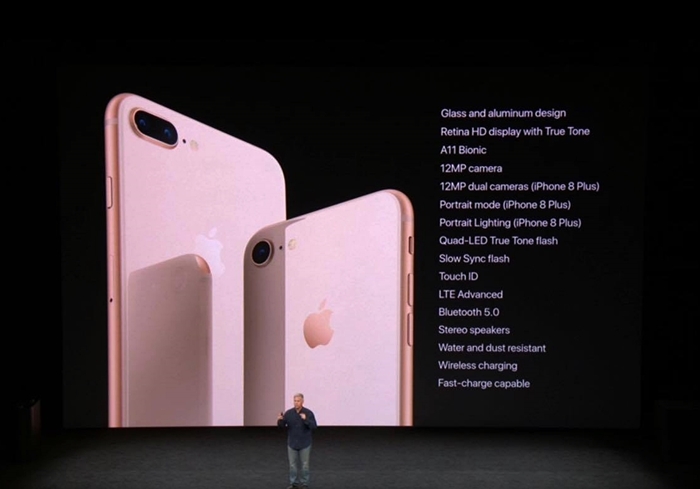 Glass and aluminum design
Retina HD display with True Tone
A11 Bionic
12MP camera
12MP dual cameras (iPhone 8 Plus)
Portrait mode (iPhone 8 Plus)
Portrait Lighting (iPhone 8 Plus)
Quad-LED True Tone flash
Slow Sync flash
Touch ID
LTE Advanced
Bluetooth 5.0
Stereo speakers
Water and dust resistant
Wireless charging
Fast-charge capable